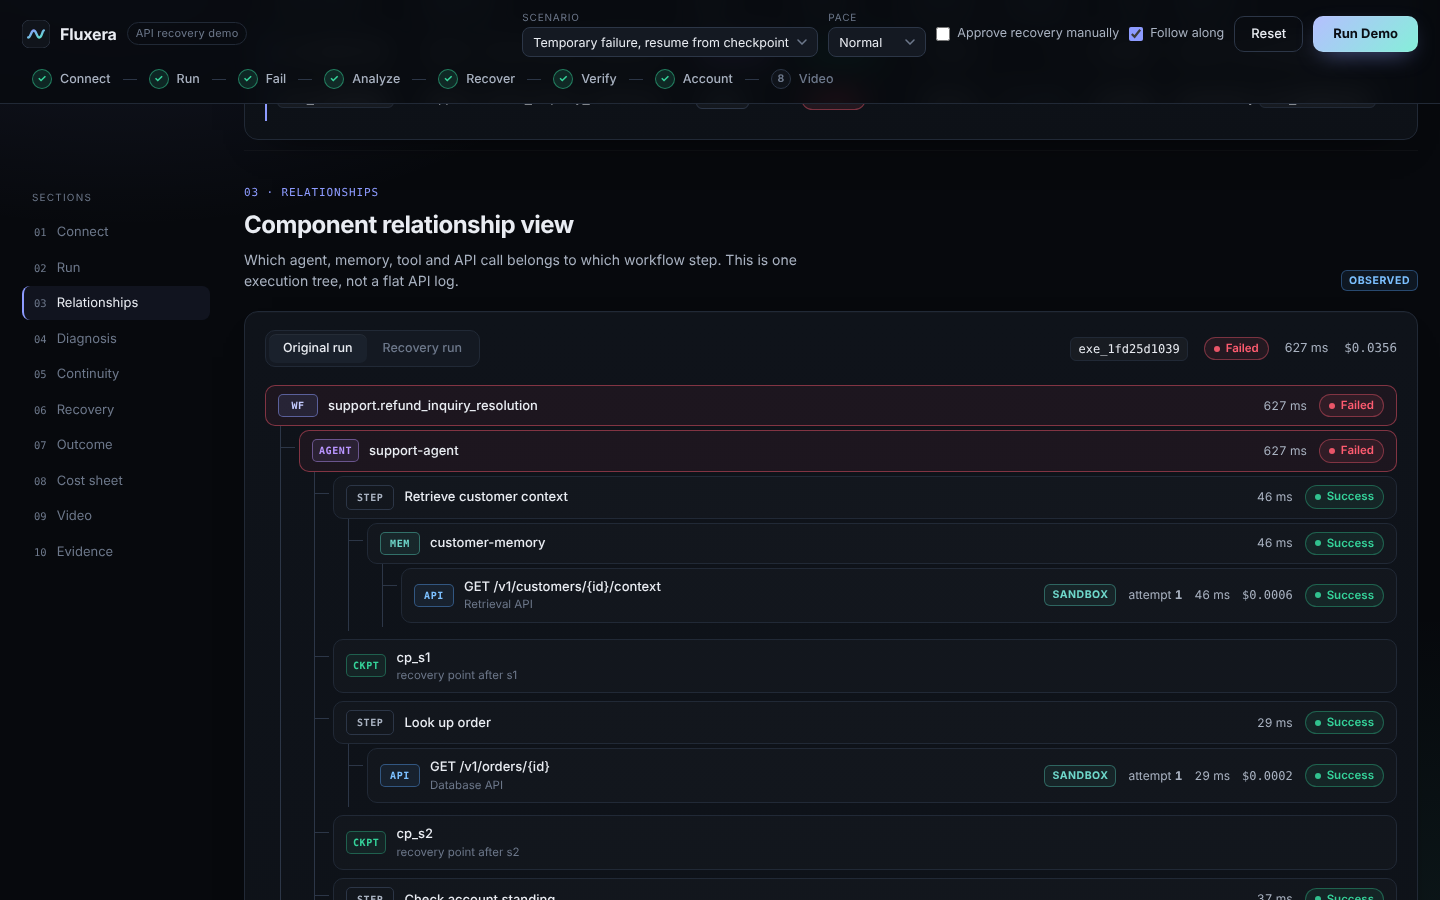 Fluxera
API recovery demo
SCENARIO
Temporary failure, resume from checkpoint
PACE
Normal
Approve recovery manually
Follow along
Reset
Run Demo
Connect
Run
Fail
Analyze
Recover
Verify
Account
8 Video
SECTIONS
01 Connect
02 Run
03 Relationships
04 Diagnosis
05 Continuity
06 Recovery
07 Outcome
08 Cost sheet
09 Video
10 Evidence
03 · RELATIONSHIPS
Component relationship view
Which agent, memory, tool and API call belongs to which workflow step. This is one
execution tree, not a flat API log.
OBSERVED
Original run
Recovery run
exe_1fd25d1039 Failed 627 ms $0.0356
WF support.refund_inquiry_resolution 627 ms Failed
AGENT support-agent 627 ms Failed
STEP Retrieve customer context 46 ms Success
MEM customer-memory 46 ms Success
API GET /v1/customers/{id}/context SANDBOX attempt 1 46 ms $0.0006 Success
Retrieval API
CKPT cp_s1
recovery point after s1
STEP Look up order 29 ms Success
API GET /v1/orders/{id} SANDBOX attempt 1 29 ms $0.0002 Success
Database API
CKPT cp_s2
recovery point after s2
STEP Check account standing 37 ms Success